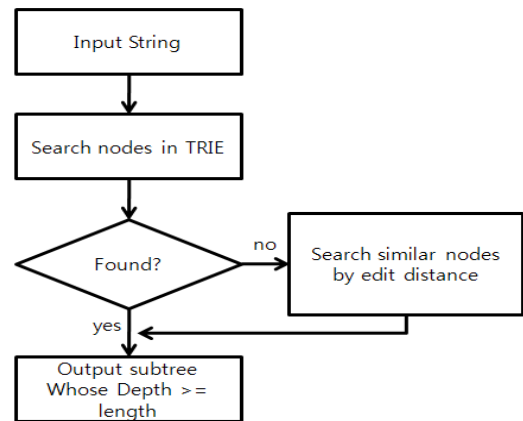 Input String
Search nodes in TRIE
Found?
no
Search similar nodes
by edit distance
yes
Output subtree
Whose Depth >=
length